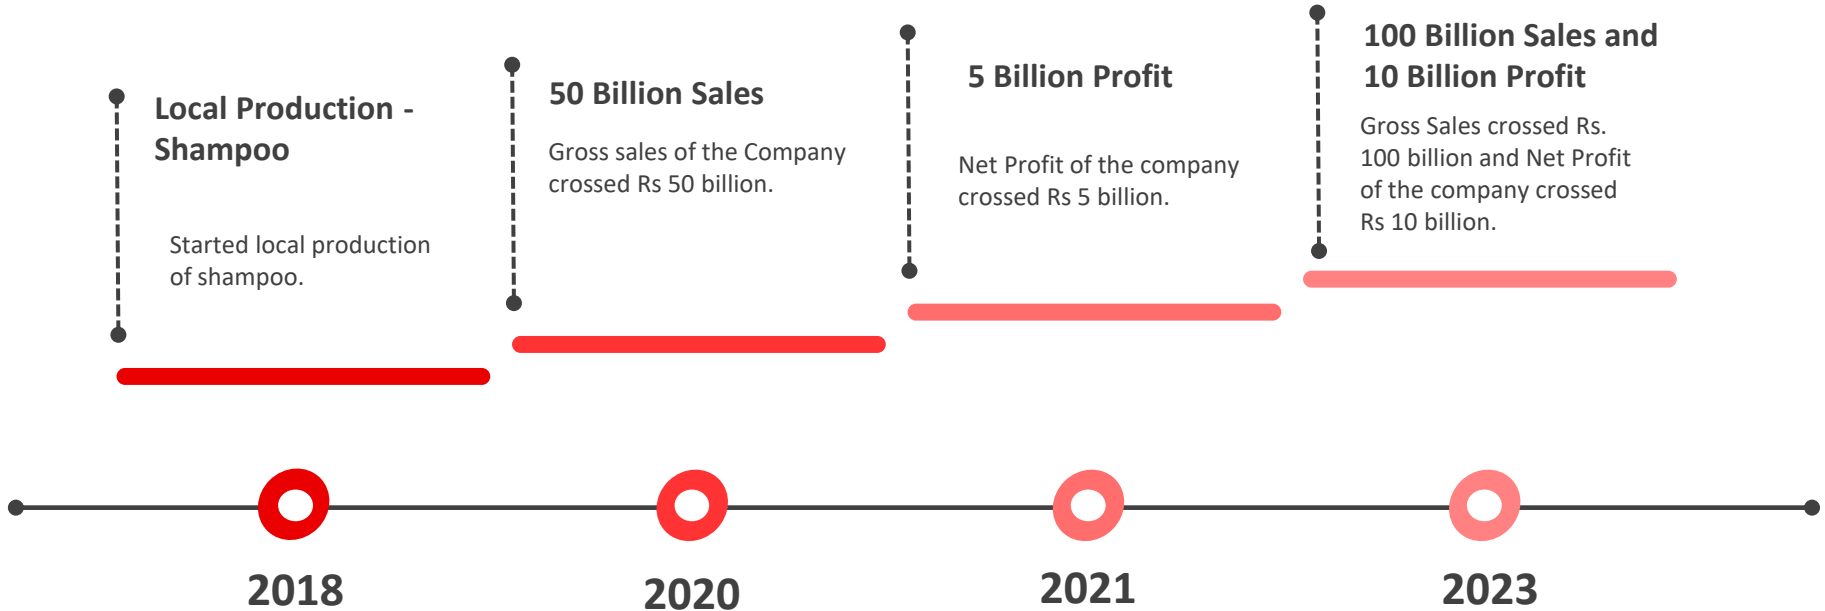 Local Production -
Shampoo
Started local production
of shampoo.
50 Billion Sales
Gross sales of the Company
crossed Rs 50 billion.
5 Billion Profit
Net Profit of the company
crossed Rs 5 billion.
100 Billion Sales and
10 Billion Profit
Gross Sales crossed Rs.
100 billion and Net Profit
of the company crossed
Rs 10 billion.
2018
2020
2021
2023